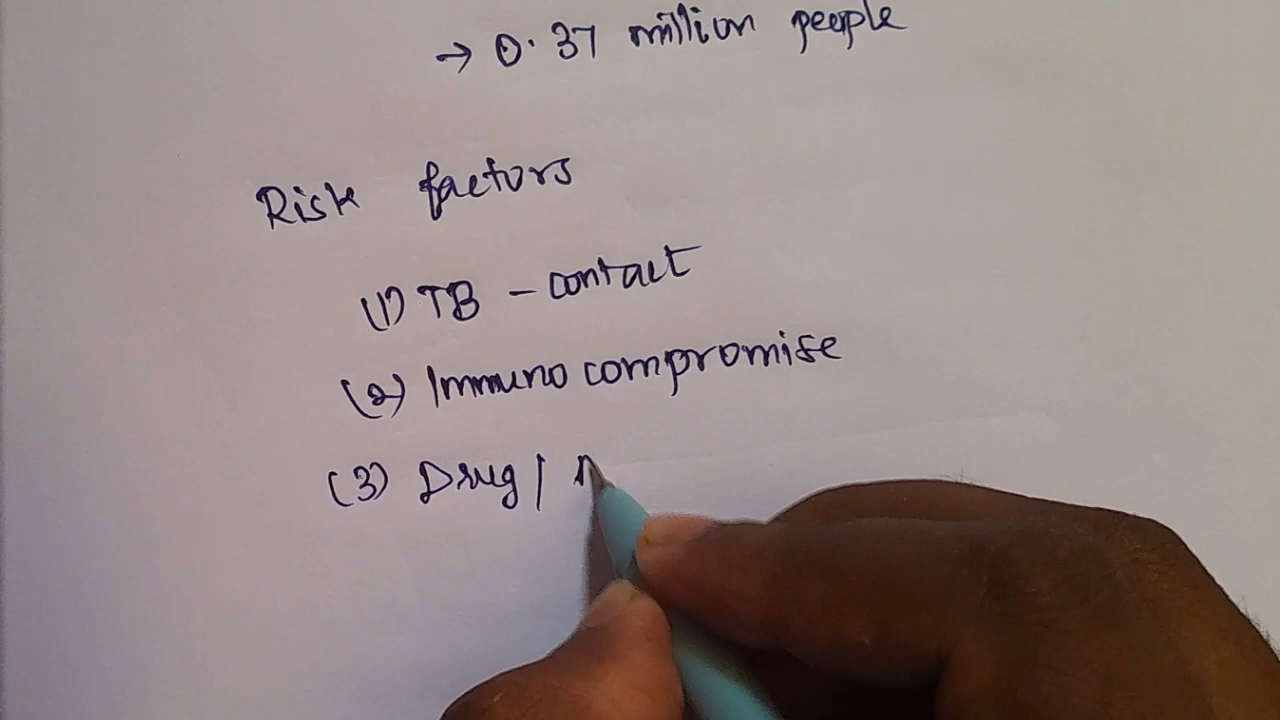 → 0.37 million people
Risk factors
(1) TB - contact
(2) Immuno compromise
(3) Drug /